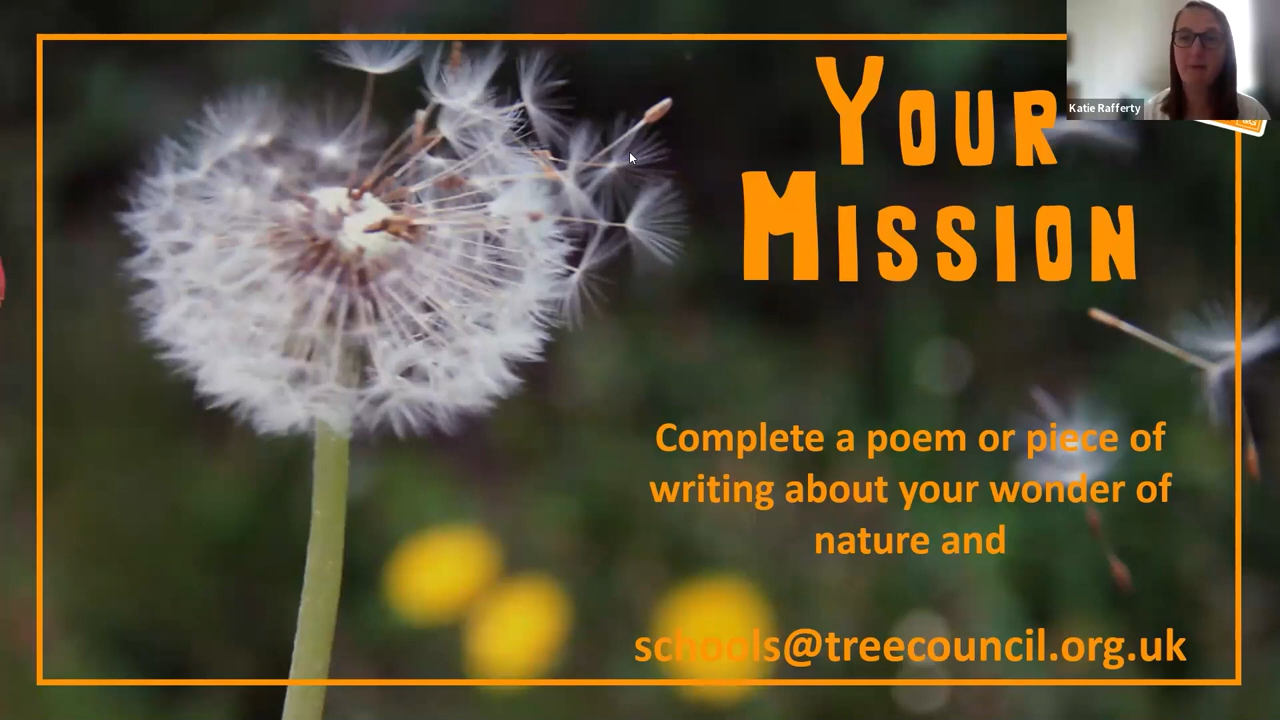 Your
Mission
Katie Rafferty
Complete a poem or piece of
writing about your wonder of
nature and
schools@treecouncil.org.uk